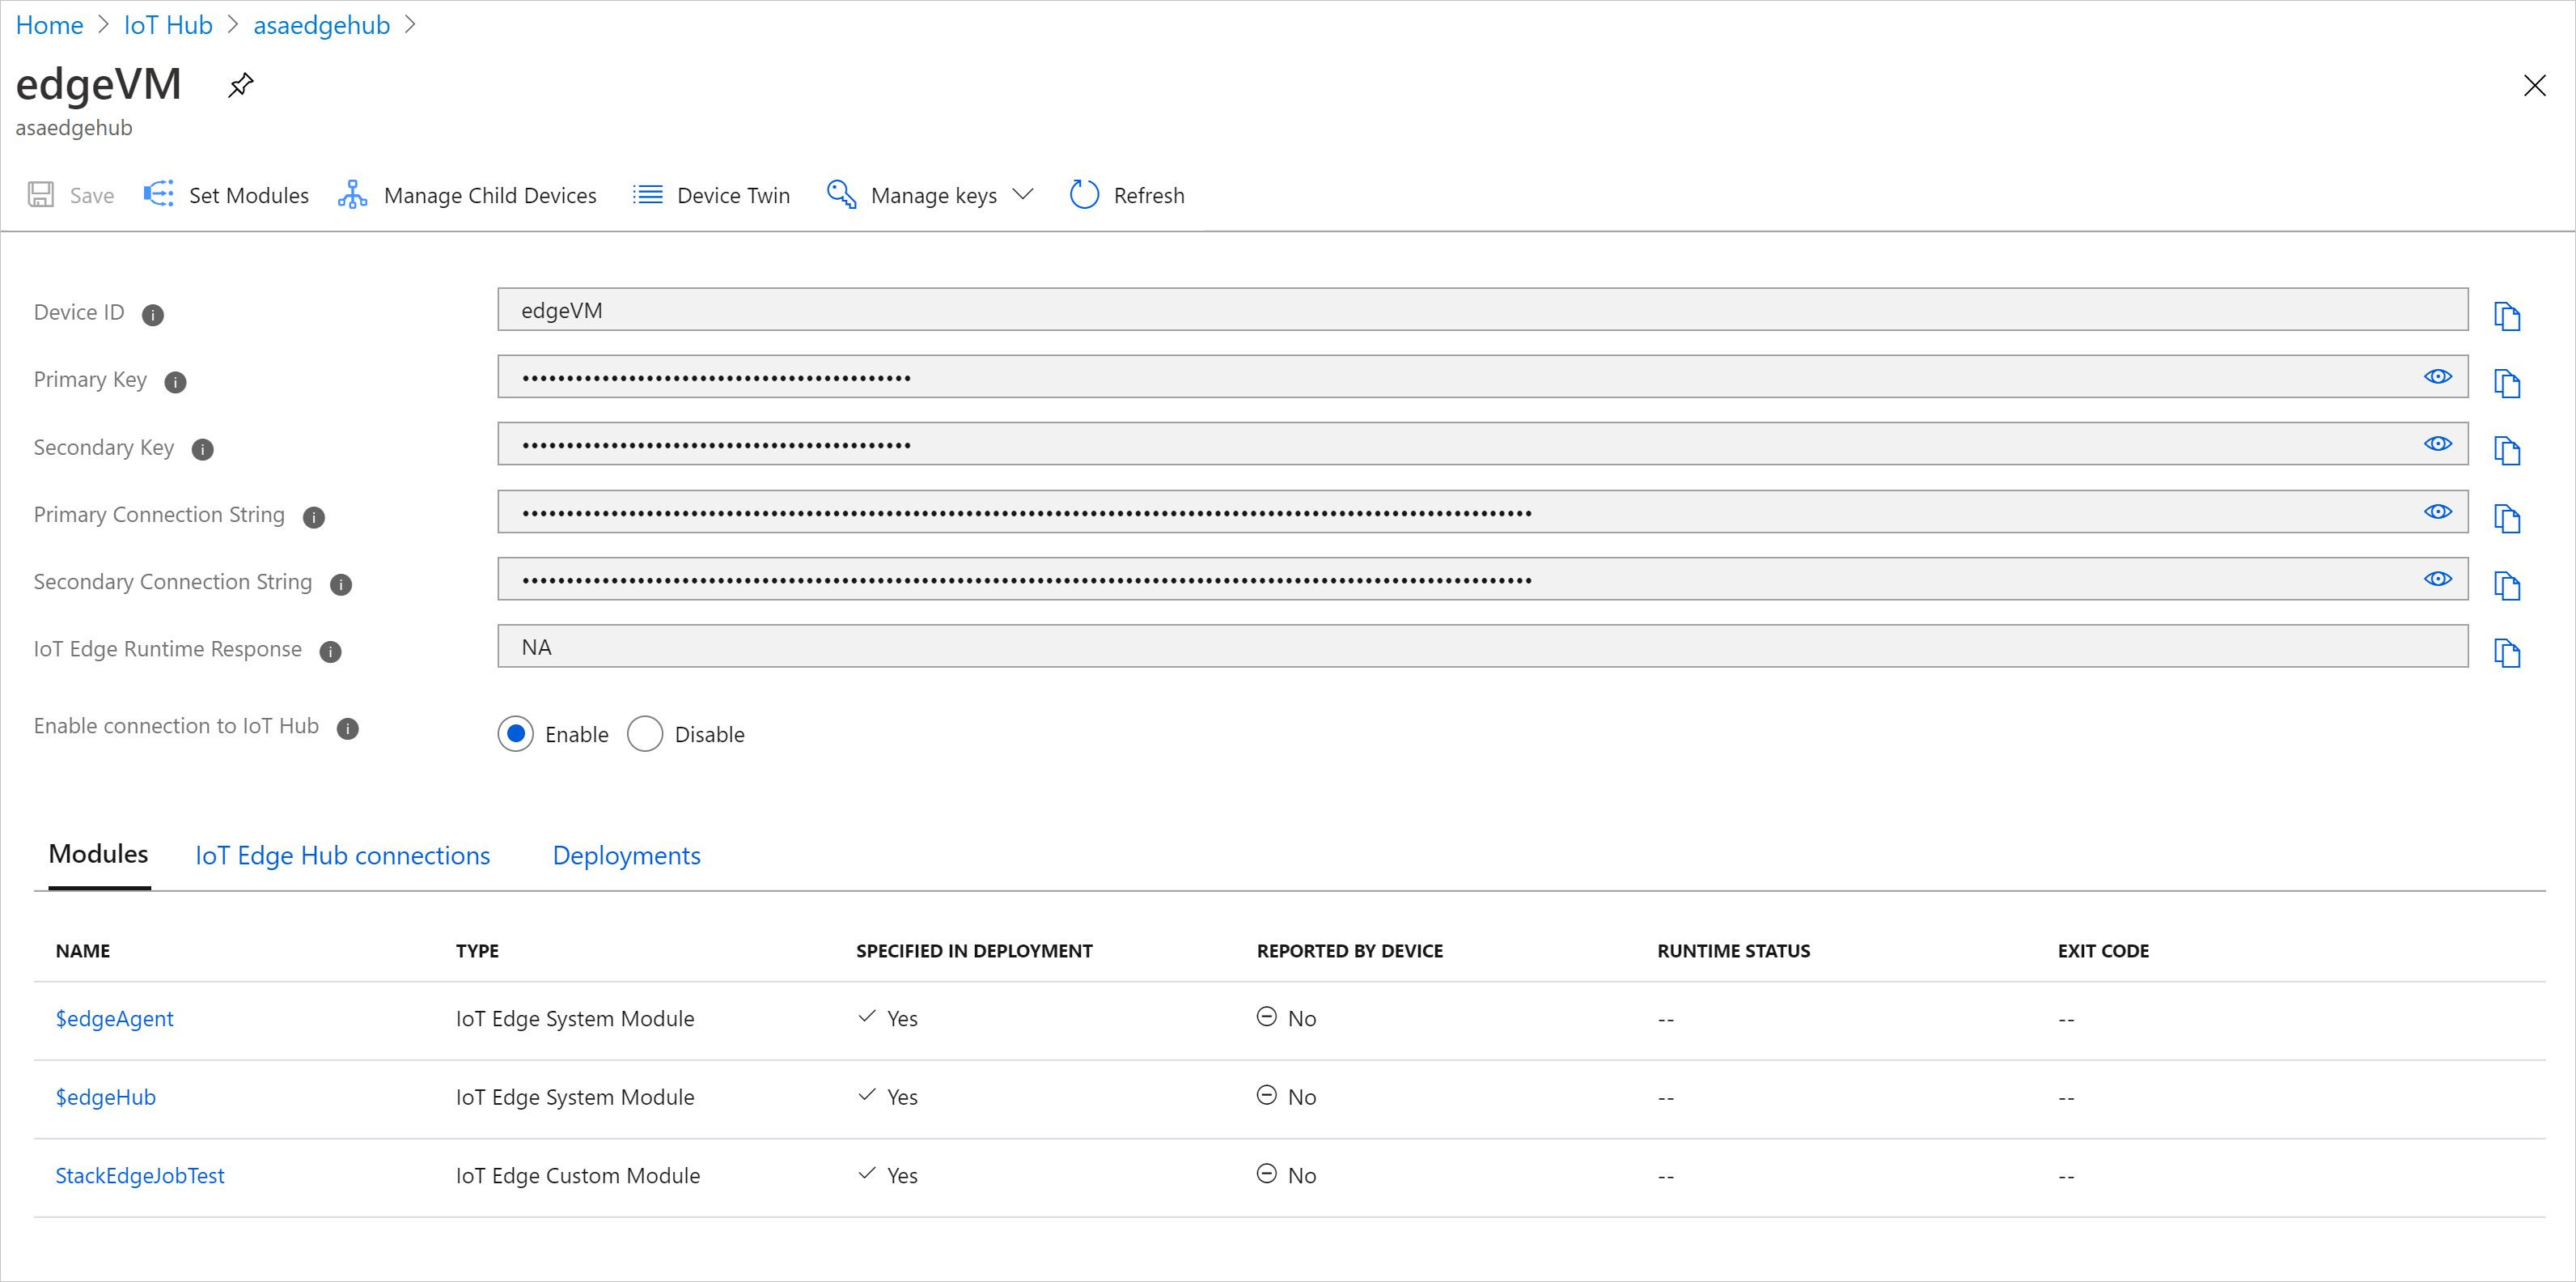 Home > IoT Hub > asaedgehub >
edgeVM
asaedgehub
Save Set Modules Manage Child Devices Device Twin Manage keys Refresh
Device ID edgeVM
Primary Key ••••••••••••••••••••••••••••••••••••••••••••
Secondary Key ••••••••••••••••••••••••••••••••••••••••••••
Primary Connection String ••••••••••••••••••••••••••••••••••••••••••••••••••••••••••••••••••••••••••••••••••••••••••••••••••••••••••••••••••
Secondary Connection String ••••••••••••••••••••••••••••••••••••••••••••••••••••••••••••••••••••••••••••••••••••••••••••••••••••••••••••••••••
IoT Edge Runtime Response NA
Enable connection to IoT Hub Enable Disable
Modules IoT Edge Hub connections Deployments
NAME TYPE SPECIFIED IN DEPLOYMENT REPORTED BY DEVICE RUNTIME STATUS EXIT CODE
$edgeAgent IoT Edge System Module Yes No -- --
$edgeHub IoT Edge System Module Yes No -- --
StackEdgeJobTest IoT Edge Custom Module Yes No -- --